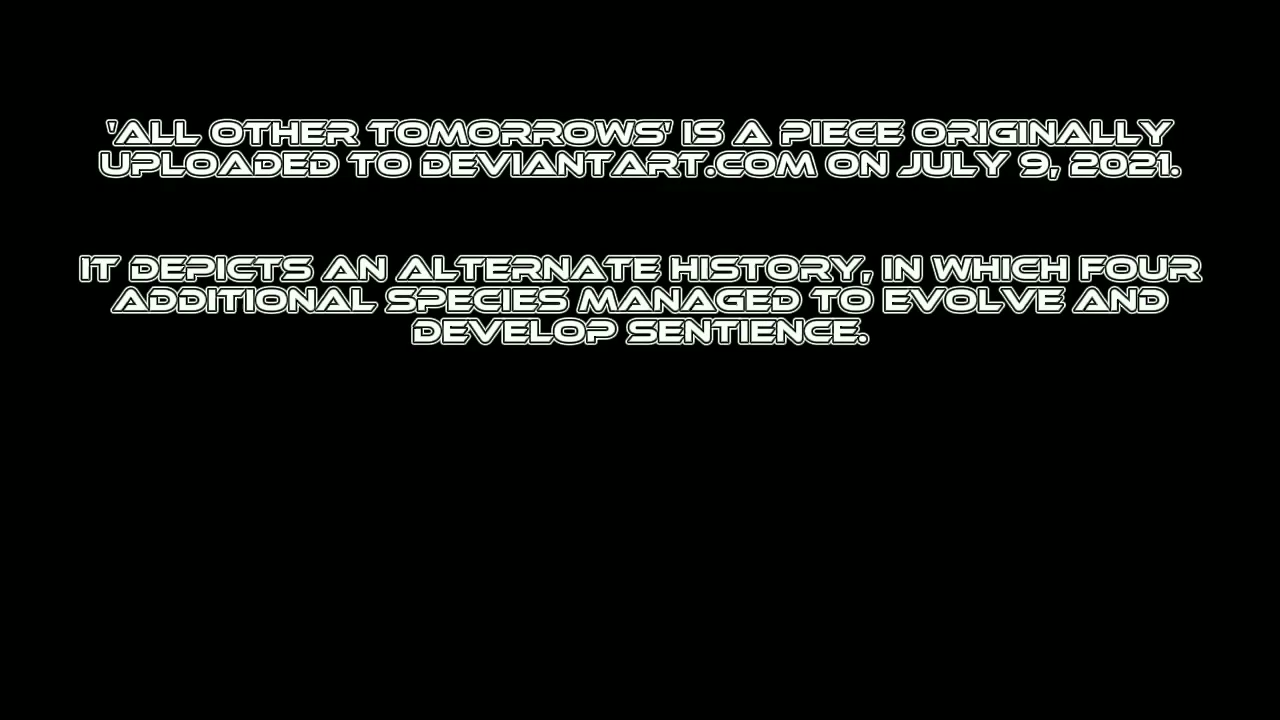 'ALL OTHER TOMORROWS' IS A PIECE ORIGINALLY
UPLOADED TO DEVIANTART.COM ON JULY 9, 2021.
IT DEPICTS AN ALTERNATE HISTORY, IN WHICH FOUR
ADDITIONAL SPECIES MANAGED TO EVOLVE AND
DEVELOP SENTIENCE.